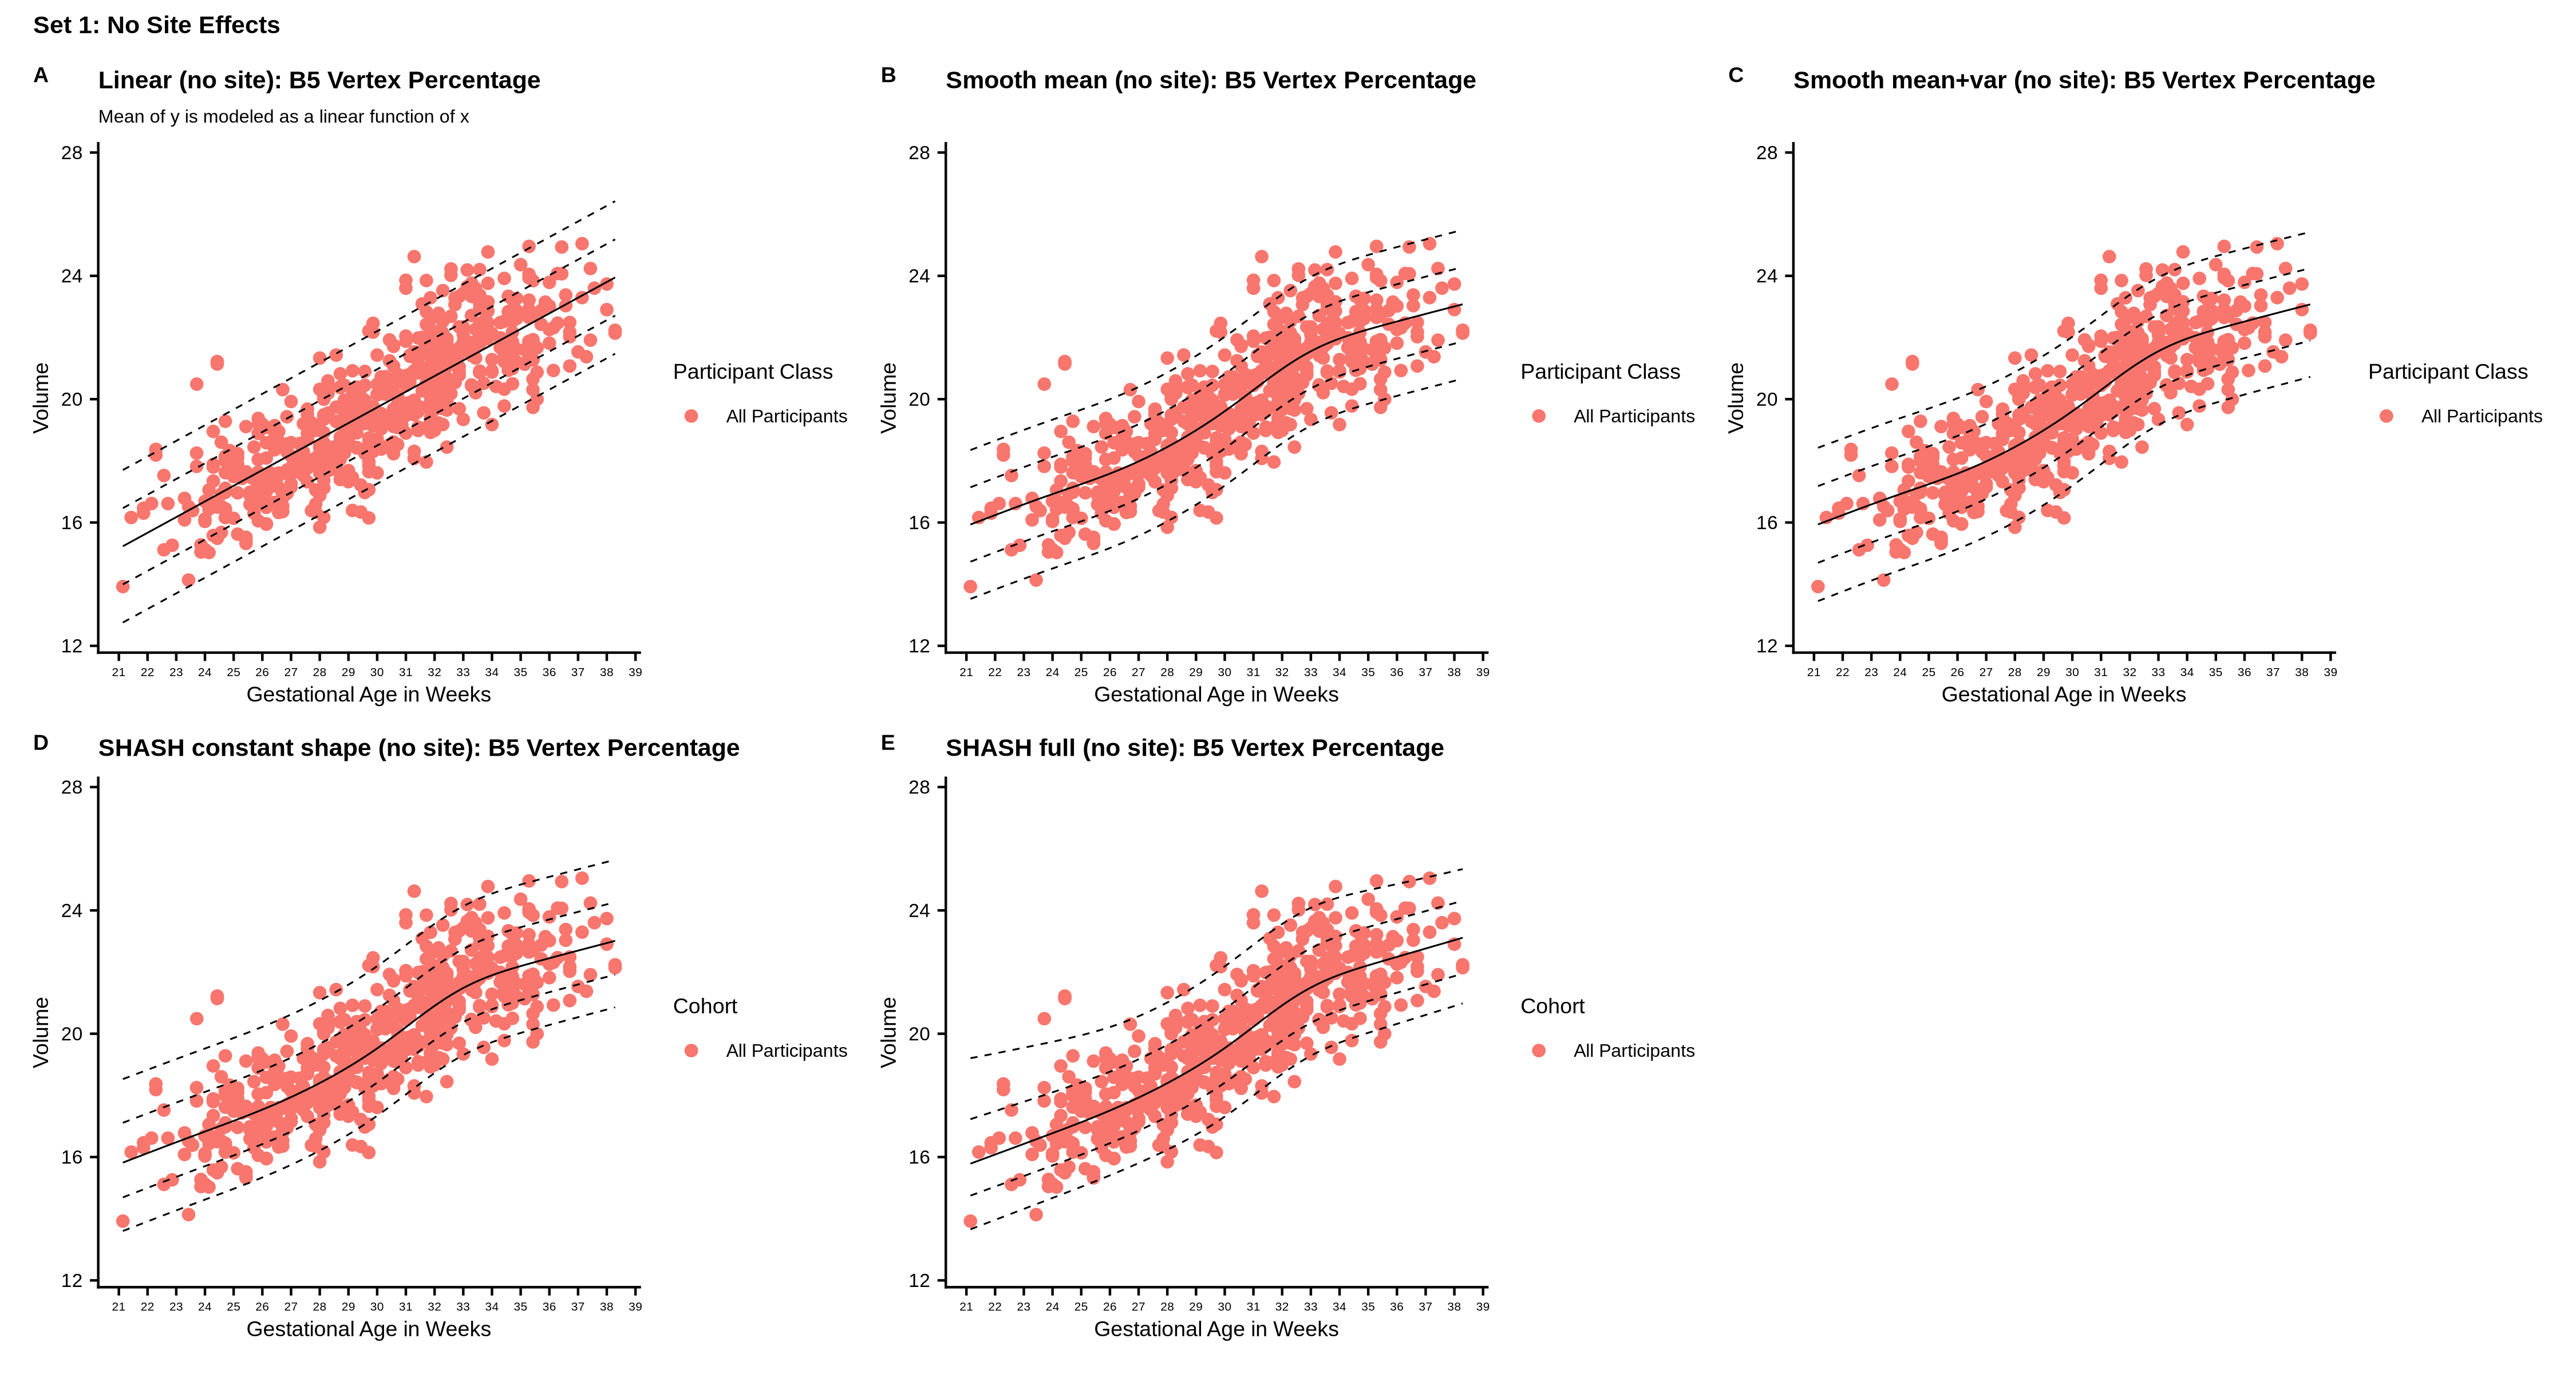 Set 1: No Site Effects
A
Linear (no site): B5 Vertex Percentage
Mean of y is modeled as a linear function of x
28
24
20
16
12
Volume
21 22 23 24 25 26 27 28 29 30 31 32 33 34 35 36 37 38 39
Gestational Age in Weeks
Participant Class
All Participants
B
Smooth mean (no site): B5 Vertex Percentage
28
24
20
16
12
Volume
21 22 23 24 25 26 27 28 29 30 31 32 33 34 35 36 37 38 39
Gestational Age in Weeks
Participant Class
All Participants
C
Smooth mean+var (no site): B5 Vertex Percentage
28
24
20
16
12
Volume
21 22 23 24 25 26 27 28 29 30 31 32 33 34 35 36 37 38 39
Gestational Age in Weeks
Participant Class
All Participants
D
SHASH constant shape (no site): B5 Vertex Percentage
28
24
20
16
12
Volume
21 22 23 24 25 26 27 28 29 30 31 32 33 34 35 36 37 38 39
Gestational Age in Weeks
Cohort
All Participants
E
SHASH full (no site): B5 Vertex Percentage
28
24
20
16
12
Volume
21 22 23 24 25 26 27 28 29 30 31 32 33 34 35 36 37 38 39
Gestational Age in Weeks
Cohort
All Participants